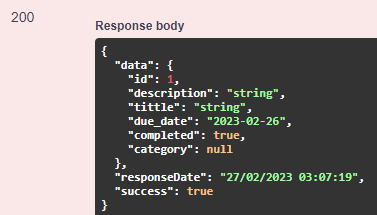 200
Response body
{
"data": {
"id": 1,
"description": "string",
"tittle": "string",
"due_date": "2023-02-26",
"completed": true,
"category": null
},
"responseDate": "27/02/2023 03:07:19",
"success": true
}